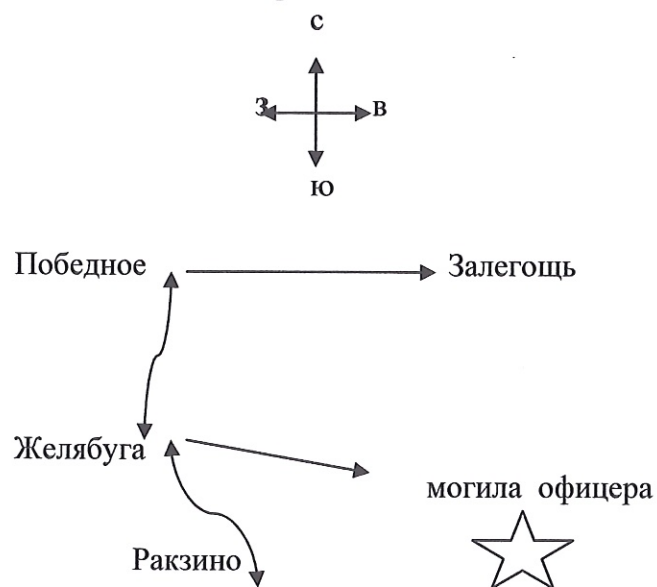 с
з в
ю
Победное Залегощь
Желябуга
могила офицера
Ракзино